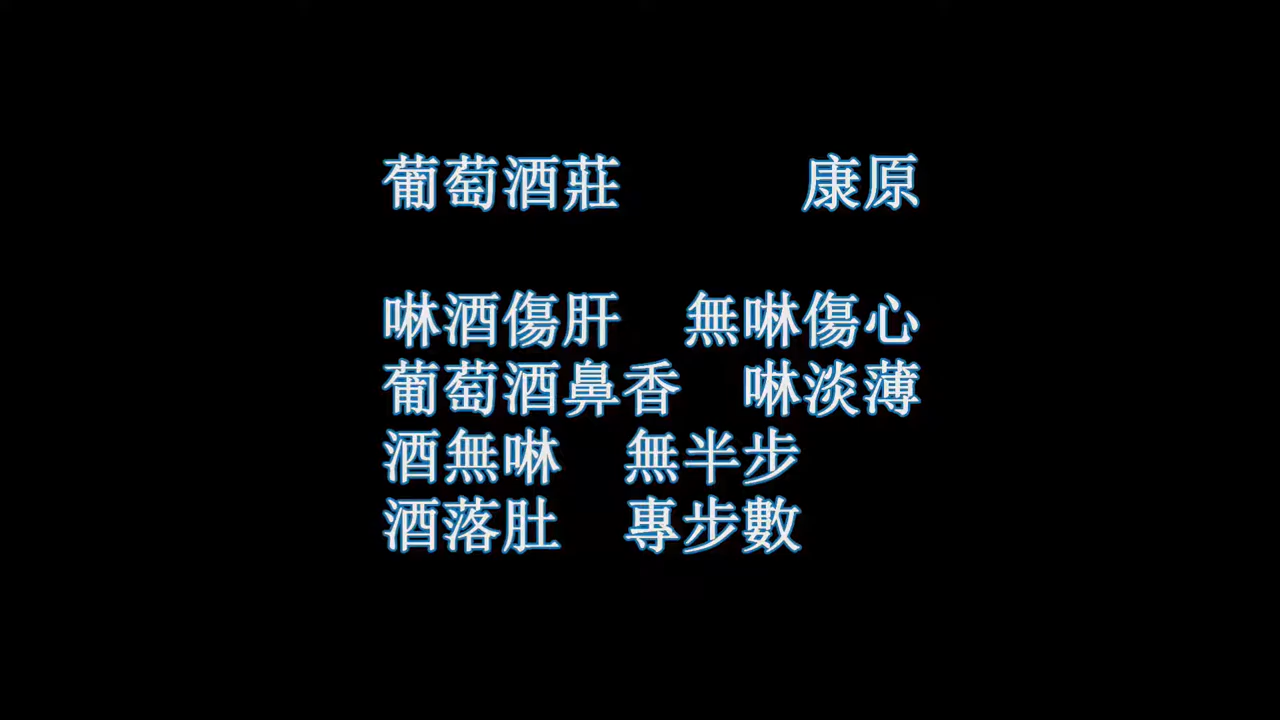 葡萄酒莊　　　康原
啉酒傷肝　無啉傷心
葡萄酒鼻香　啉淡薄
酒無啉　無半步
酒落肚　專步數